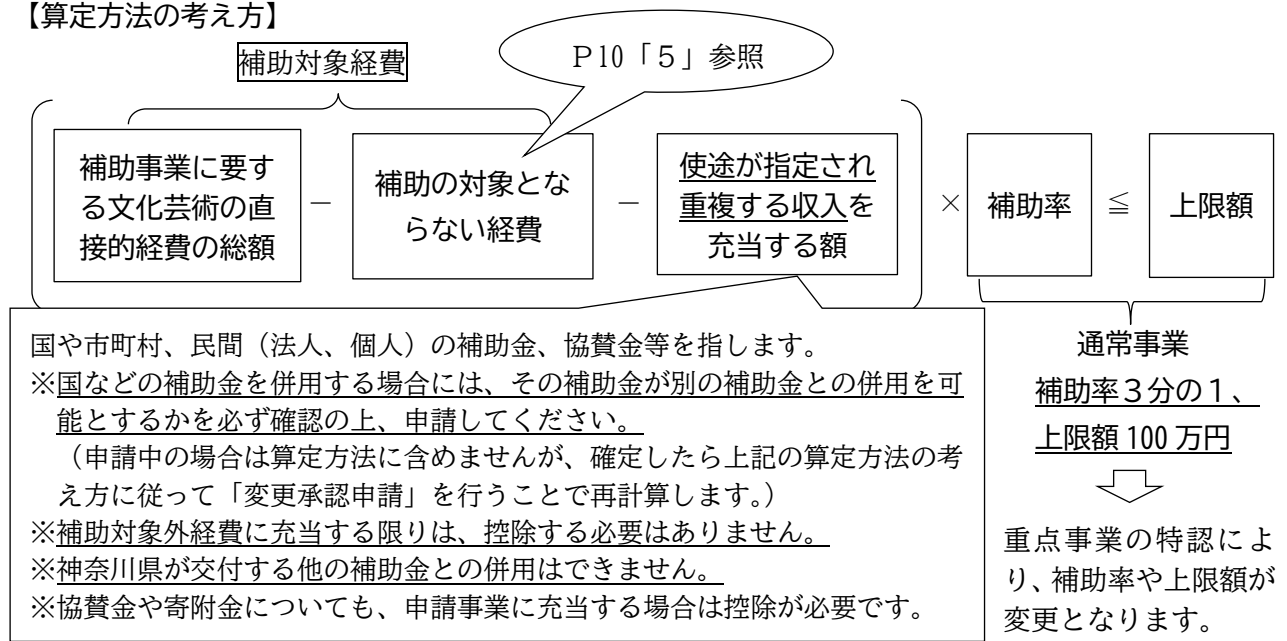 【算定方法の考え方】
補助対象経費
Ｐ10「５」参照
補助事業に要す
る文化芸術の直
接的経費の総額
－
補助の対象とな
らない経費
－
使途が指定され
重複する収入を
充当する額
×
補助率
≦
上限額
国や市町村、民間（法人、個人）の補助金、協賛金等を指します。
※国などの補助金を併用する場合には、その補助金が別の補助金との併用を可
能とするかを必ず確認の上、申請してください。
（申請中の場合は算定方法に含めませんが、確定したら上記の算定方法の考
え方に従って「変更承認申請」を行うことで再計算します。）
※補助対象外経費に充当する限りは、控除する必要はありません。
※神奈川県が交付する他の補助金との併用はできません。
※協賛金や寄附金についても、申請事業に充当する場合は控除が必要です。
通常事業
補助率３分の１、
上限額 100 万円
重点事業の特認によ
り、補助率や上限額が
変更となります。